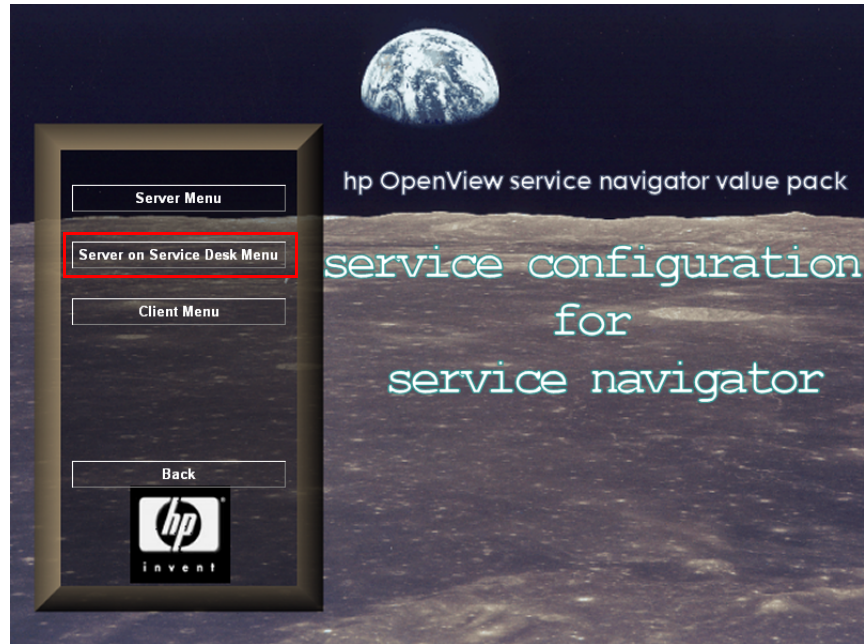 hp OpenView service navigator value pack
service configuration
for
service navigator
Server Menu
Server on Service Desk Menu
Client Menu
Back
hp
invent